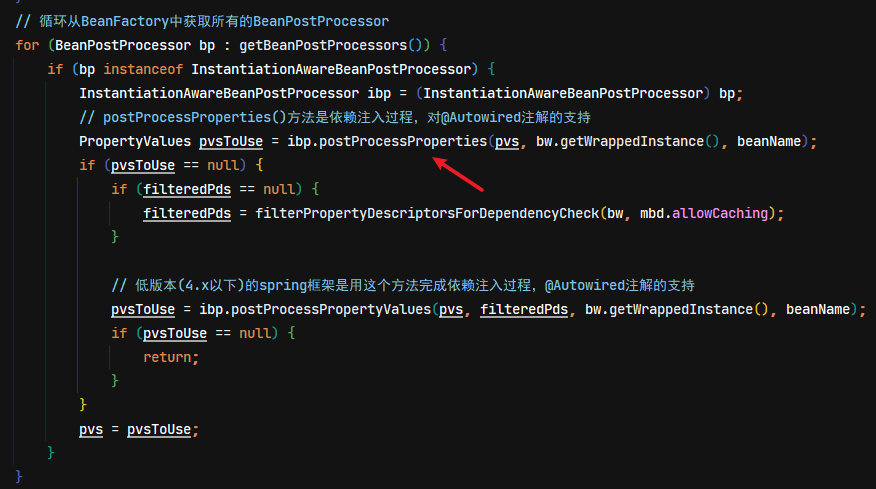 }
// 循环从BeanFactory中获取所有的BeanPostProcessor
for (BeanPostProcessor bp : getBeanPostProcessors()) {
if (bp instanceof InstantiationAwareBeanPostProcessor) {
InstantiationAwareBeanPostProcessor ibp = (InstantiationAwareBeanPostProcessor) bp;
// postProcessProperties()方法是依赖注入过程，对@Autowired注解的支持
PropertyValues pvsToUse = ibp.postProcessProperties(pvs, bw.getWrappedInstance(), beanName);
if (pvsToUse == null) {
if (filteredPds == null) {
filteredPds = filterPropertyDescriptorsForDependencyCheck(bw, mbd.allowCaching);
}
// 低版本(4.x以下)的spring框架是用这个方法完成依赖注入过程，@Autowired注解的支持
pvsToUse = ibp.postProcessPropertyValues(pvs, filteredPds, bw.getWrappedInstance(), beanName);
if (pvsToUse == null) {
return;
}
}
pvs = pvsToUse;
}
}